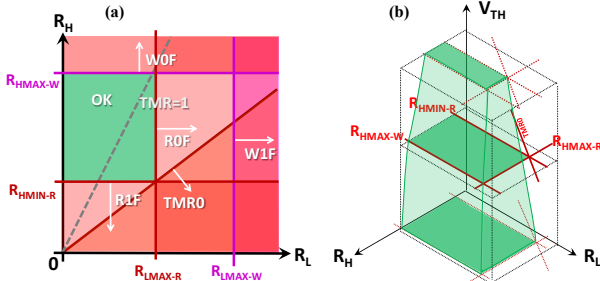 (a)
R_H
W0F
R_HMAX-W
OK
TMR=1
R0F
W1F
R_HMIN-R
R1F
TMR0
0
R_LMAX-R
R_LMAX-W
R_L
(b)
V_TH
R_HMIN-R
TMR0
R_HMAX-W
R_HMAX-R
R_H
R_L